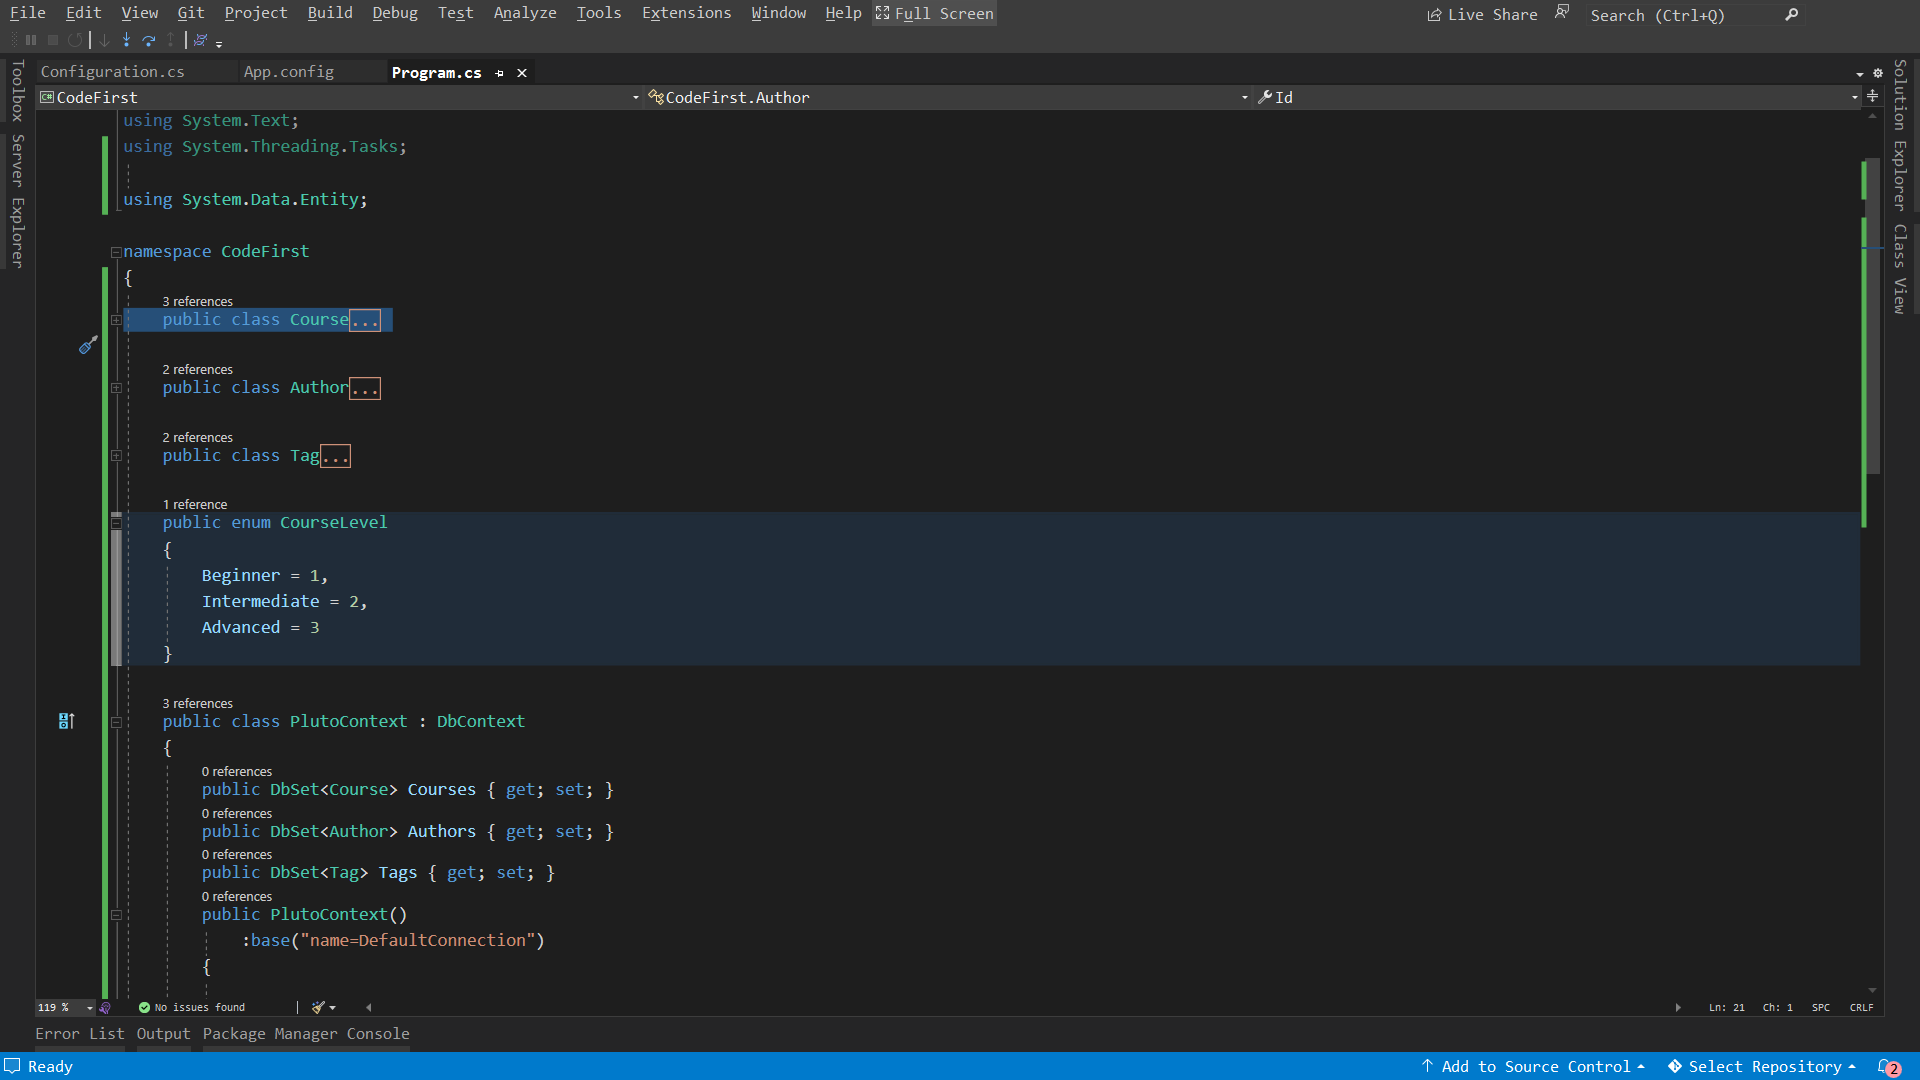 File Edit View Git Project Build Debug Test Analyze Tools Extensions Window Help Full Screen Live Share Search (Ctrl+Q)
Configuration.cs App.config Program.cs
CodeFirst CodeFirst.Author Id
using System.Text;
using System.Threading.Tasks;
using System.Data.Entity;
namespace CodeFirst
{
3 references
public class Course...
2 references
public class Author...
2 references
public class Tag...
1 reference
public enum CourseLevel
{
Beginner = 1,
Intermediate = 2,
Advanced = 3
}
3 references
public class PlutoContext : DbContext
{
0 references
public DbSet<Course> Courses { get; set; }
0 references
public DbSet<Author> Authors { get; set; }
0 references
public DbSet<Tag> Tags { get; set; }
0 references
public PlutoContext()
:base("name=DefaultConnection")
{
119 % No issues found Ln: 21 Ch: 1 SPC CRLF
Error List Output Package Manager Console
Ready Add to Source Control Select Repository 2
Toolbox
Server Explorer
Solution Explorer
Class View